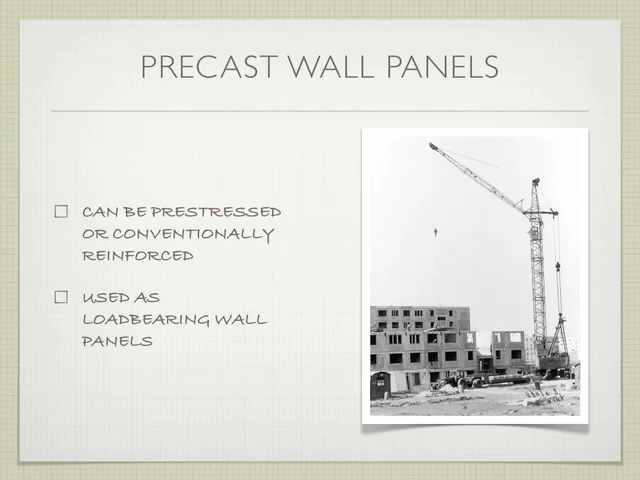 PRECAST WALL PANELS
CAN BE PRESTRESSED
OR CONVENTIONALLY
REINFORCED
USED AS
LOADBEARING WALL
PANELS